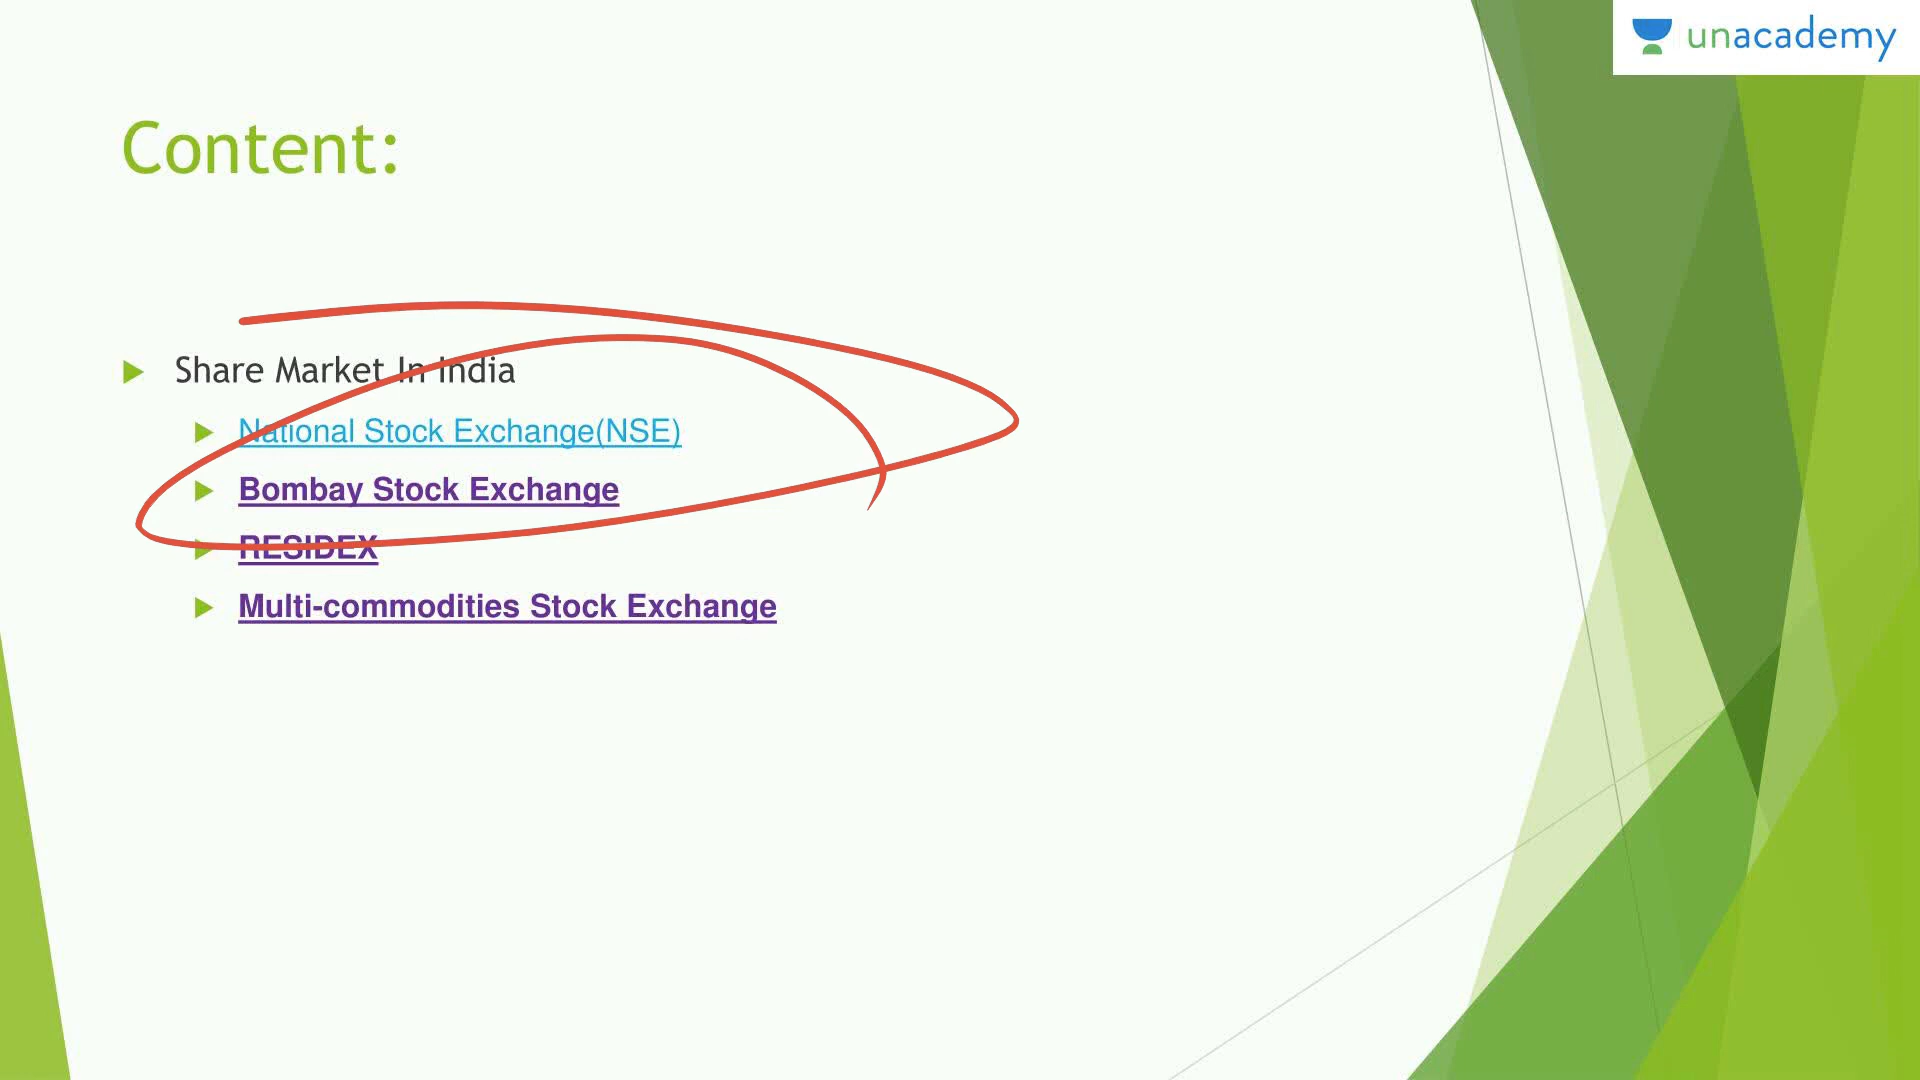 unacademy
Content:
Share Market In India
National Stock Exchange(NSE)
Bombay Stock Exchange
RESIDEX
Multi-commodities Stock Exchange